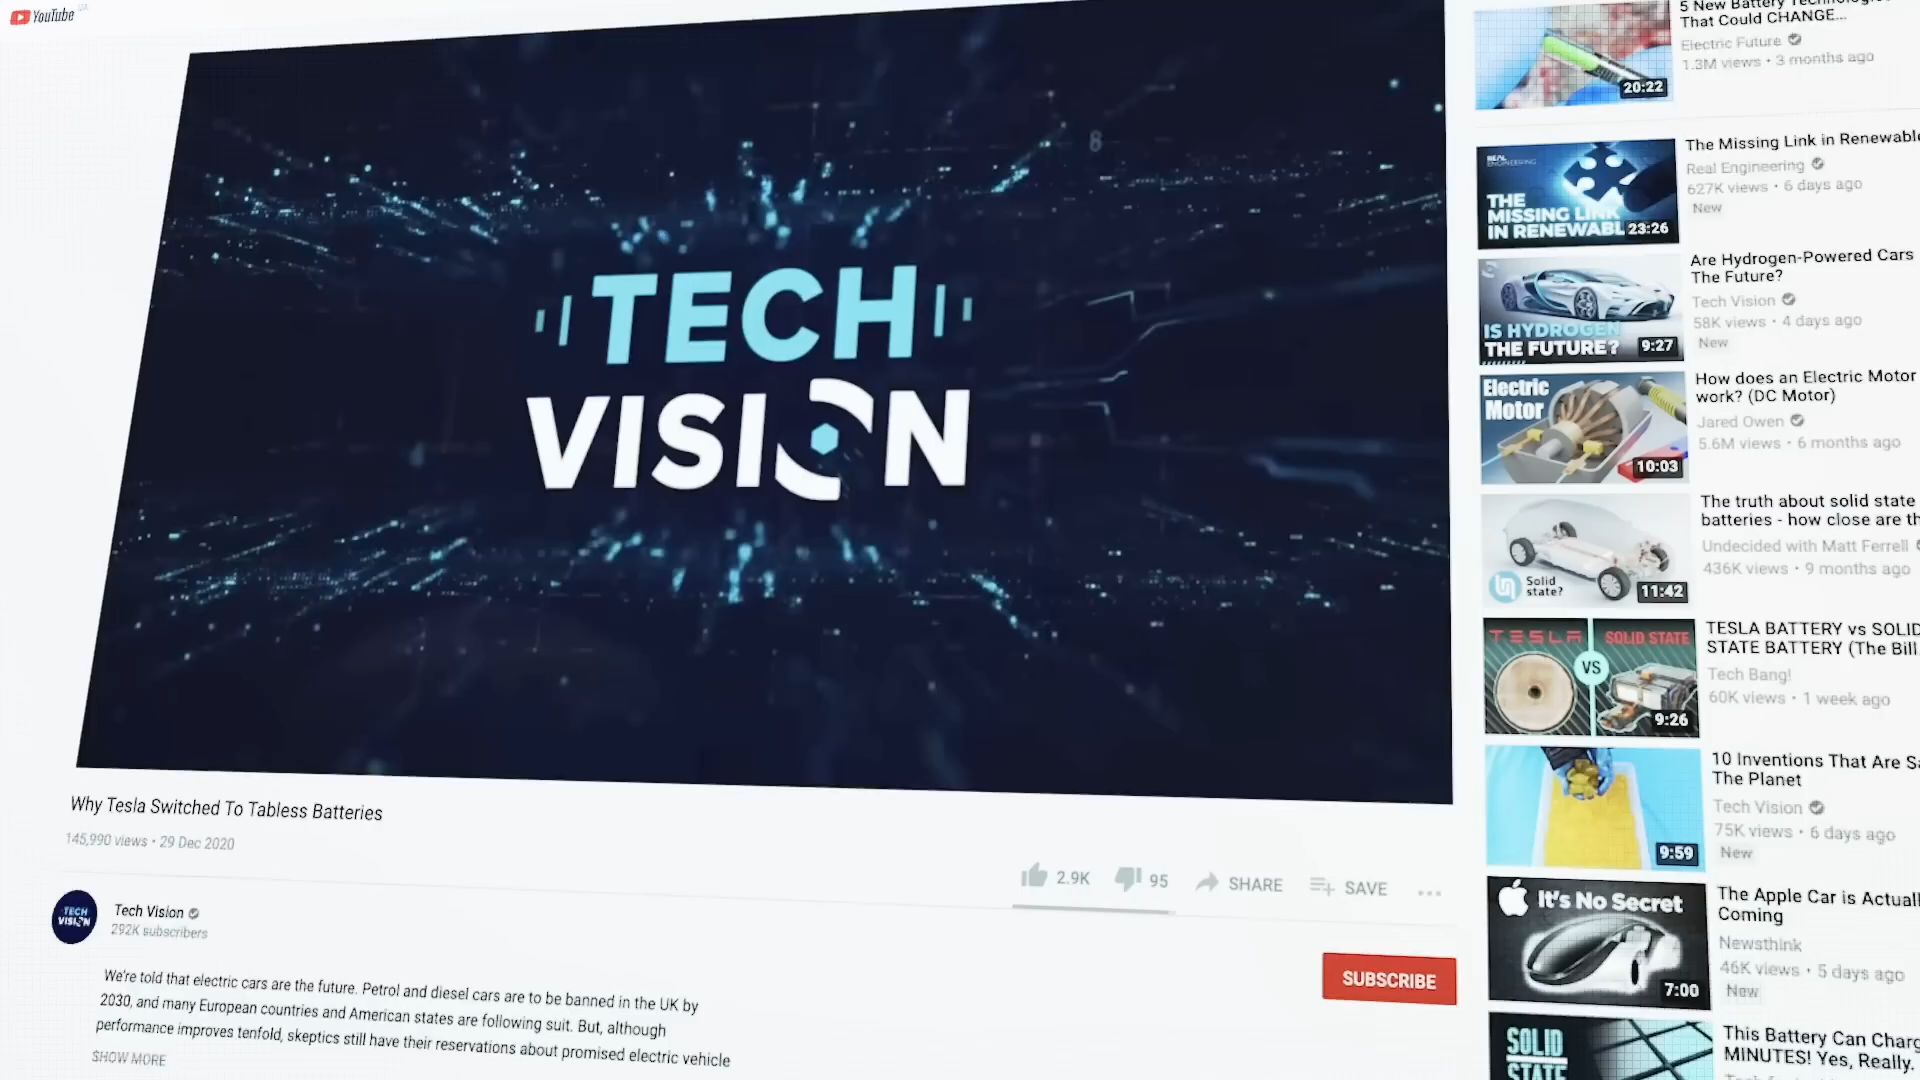 YouTube
TECH
VISION
Why Tesla Switched To Tabless Batteries
145,990 views • 29 Dec 2020
2.9K
95
SHARE
SAVE
TECH
VISION
Tech Vision
292K subscribers
SUBSCRIBE
We're told that electric cars are the future. Petrol and diesel cars are to be banned in the UK by
2030, and many European countries and American states are following suit. But, although
performance improves tenfold, skeptics still have their reservations about promised electric vehicle
SHOW MORE
5 New Battery
That Could CHANGE...
Electric Future
1.3M views • 3 months ago
20:22
REAL
ENGINEERING
THE
MISSING LINK
IN RENEWABL
23:26
The Missing Link in Renewabl
Real Engineering
627K views • 6 days ago
New
IS HYDROGEN
THE FUTURE?
9:27
Are Hydrogen-Powered Cars
The Future?
Tech Vision
58K views • 4 days ago
New
Electric
Motor
10:03
How does an Electric Motor
work? (DC Motor)
Jared Owen
5.6M views • 6 months ago
Solid
state?
11:42
The truth about solid state
batteries - how close are th
Undecided with Matt Ferrell
436K views • 9 months ago
TESLA
SOLID STATE
VS
9:26
TESLA BATTERY vs SOLID
STATE BATTERY (The Bill
Tech Bang!
60K views • 1 week ago
9:59
10 Inventions That Are Sa
The Planet
Tech Vision
75K views • 6 days ago
New
It's No Secret
7:00
The Apple Car is Actuall
Coming
Newsthink
46K views • 5 days ago
New
SOLID
STATE
This Battery Can Charg
MINUTES! Yes, Really.